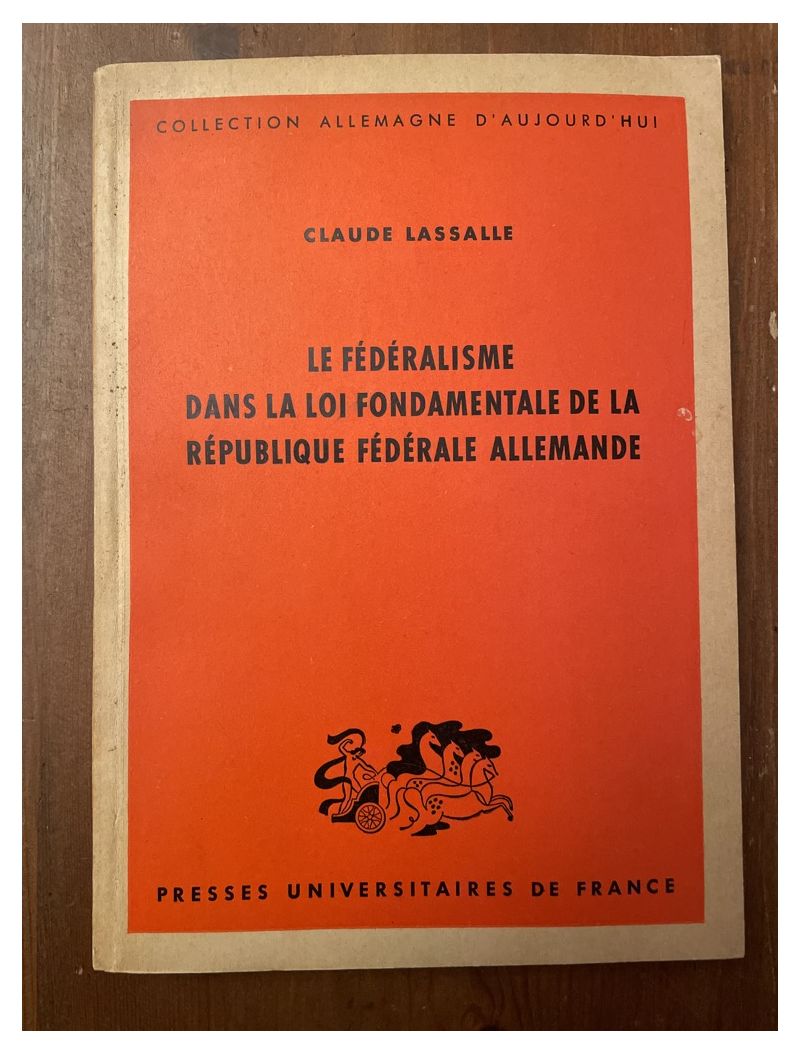 COLLECTION ALLEMAGNE D'AUJOURD'HUI
CLAUDE LASSALLE
LE FÉDÉRALISME
DANS LA LOI FONDAMENTALE DE LA
RÉPUBLIQUE FÉDÉRALE ALLEMANDE
PRESSES UNIVERSITAIRES DE FRANCE